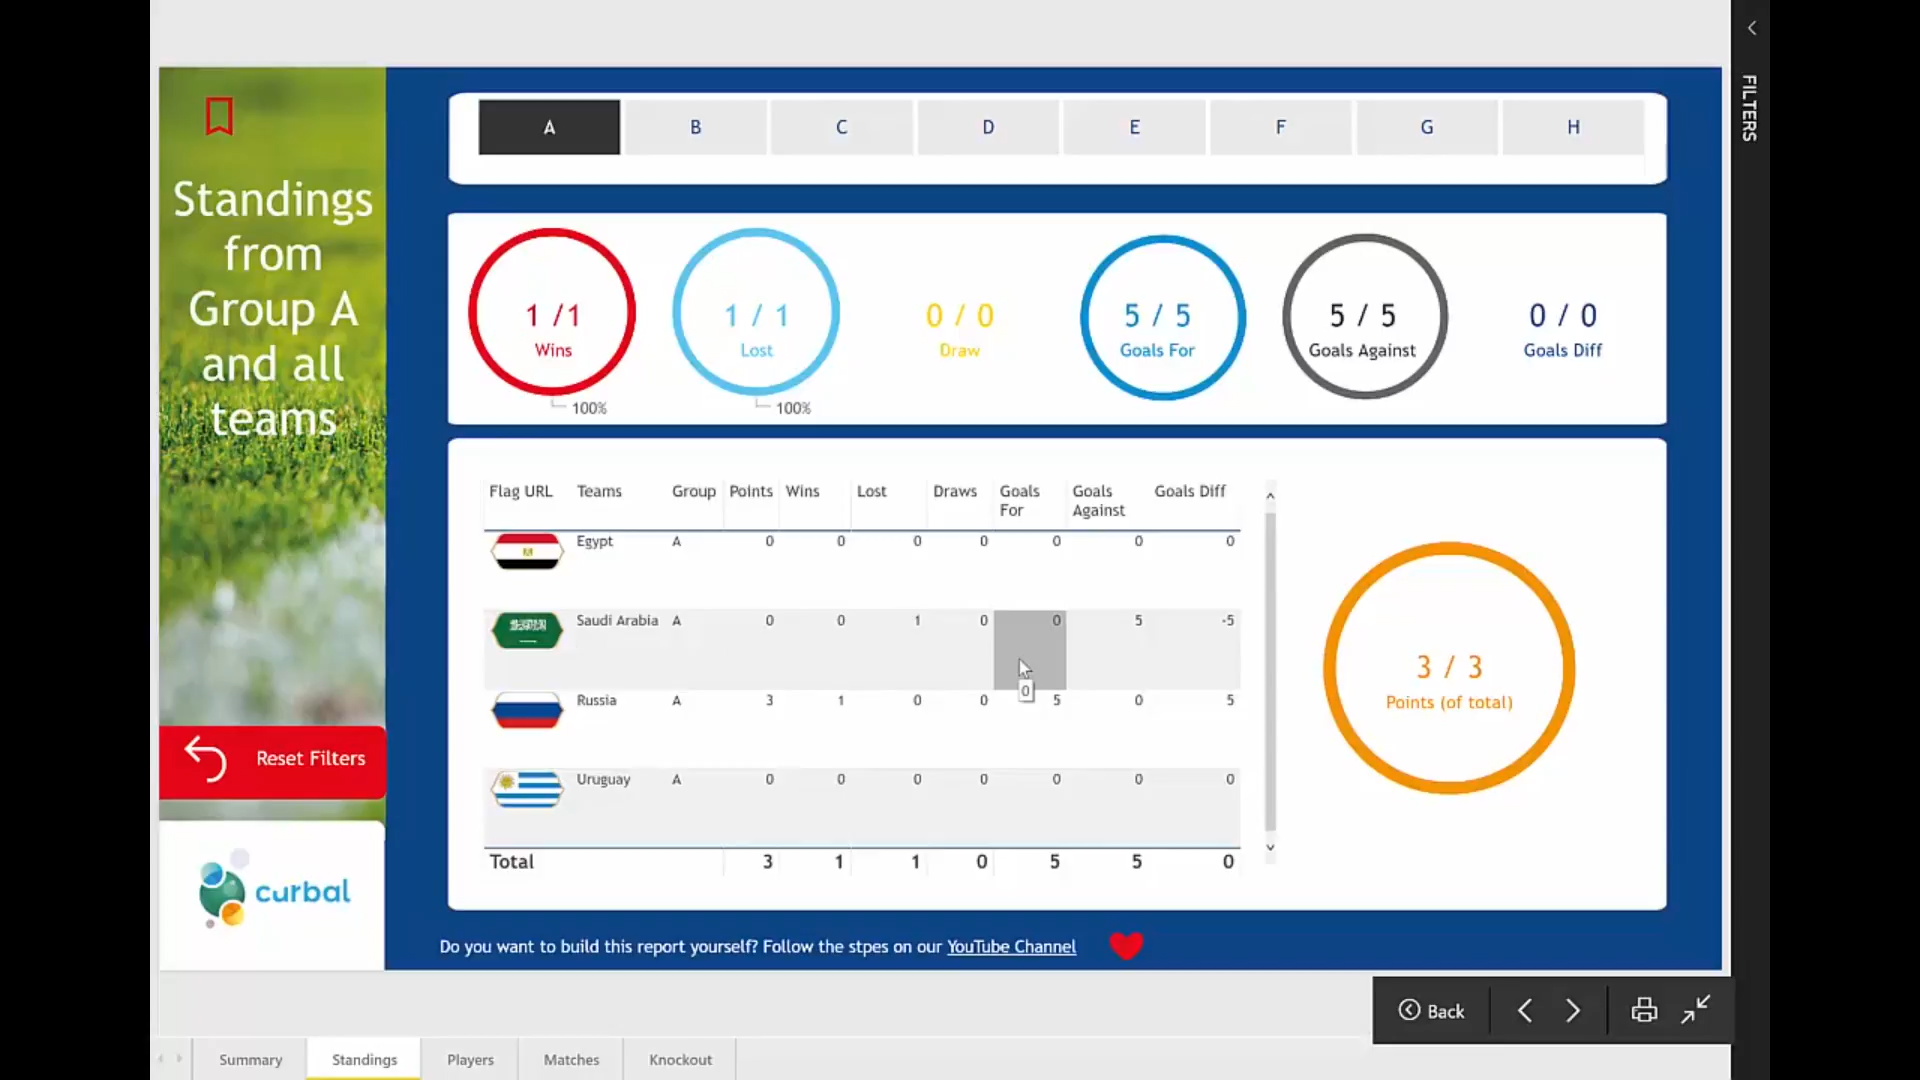 FILTERS
A B C D E F G H
Standings
from
Group A
and all
teams
1 /1
Wins
100%
1 / 1
Lost
100%
0 / 0
Draw
5 / 5
Goals For
5 / 5
Goals Against
0 / 0
Goals Diff
Flag URL Teams Group Points Wins Lost Draws Goals For Goals Against Goals Diff
Egypt A 0 0 0 0 0 0 0
Saudi Arabia A 0 0 1 0 0 5 -5
0
Russia A 3 1 0 0 5 0 5
Uruguay A 0 0 0 0 0 0 0
Total 3 1 1 0 5 5 0
3 / 3
Points (of total)
Reset Filters
curbal
Do you want to build this report yourself? Follow the stpes on our YouTube Channel
Back
Summary Standings Players Matches Knockout